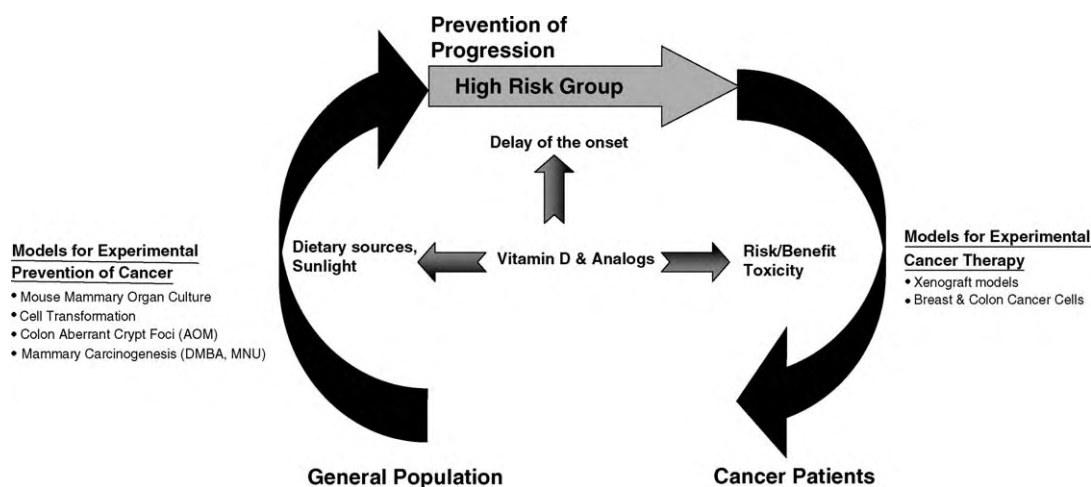 Prevention of
Progression
High Risk Group
Delay of the onset
Models for Experimental
Prevention of Cancer
• Mouse Mammary Organ Culture
• Cell Transformation
• Colon Aberrant Crypt Foci (AOM)
• Mammary Carcinogenesis (DMBA, MNU)
Dietary sources,
Sunlight
Vitamin D & Analogs
Risk/Benefit
Toxicity
Models for Experimental
Cancer Therapy
• Xenograft models
• Breast & Colon Cancer Cells
General Population
Cancer Patients